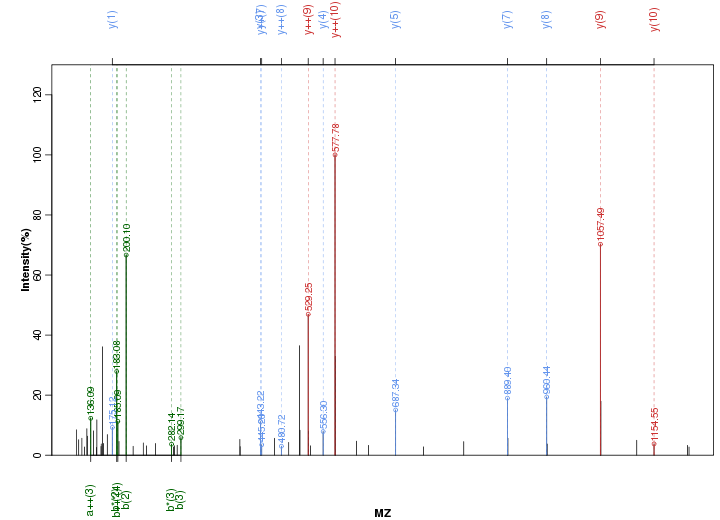 y(1)
y++(8)
y++(9)
y(4)
y++(10)
y(5)
y(7)
y(8)
y(9)
y(10)
Intensity(%)
0
20
40
60
80
100
120
136.09
175.12
183.08
185.09
200.10
282.14
299.17
443.22
445.26
480.72
529.25
556.30
577.78
687.34
889.40
960.44
1057.49
1154.55
a++(3)
b(2)
b*(3)
b(3)
MZ